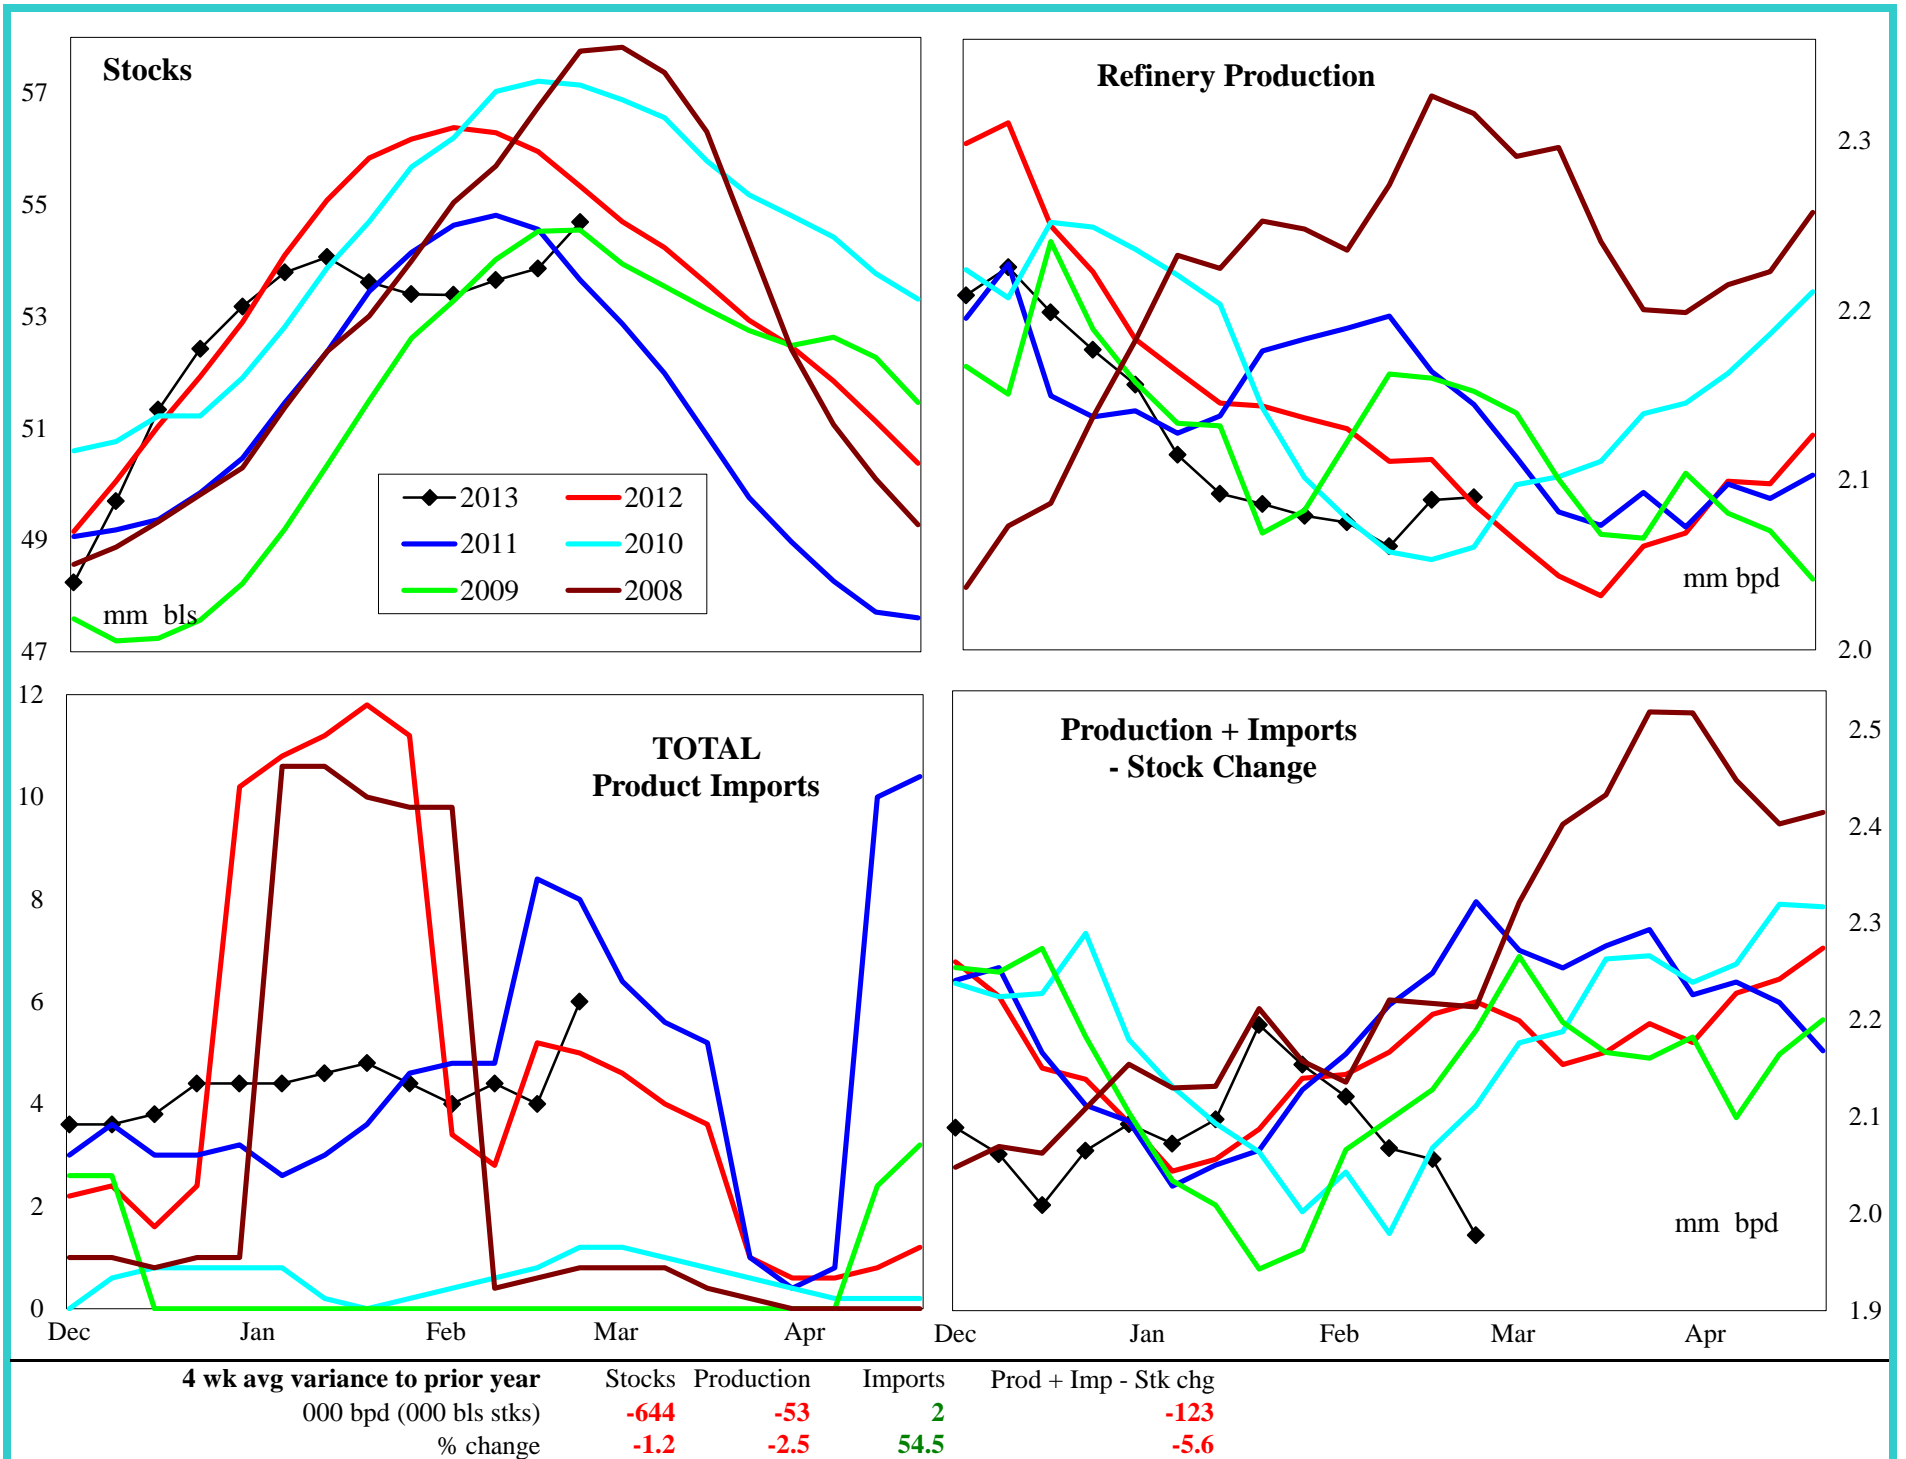 Stocks
57
55
53
51
49
47
mm bls
2013
2012
2011
2010
2009
2008
Refinery Production
2.3
2.2
2.1
2.0
mm bpd
TOTAL
Product Imports
12
10
8
6
4
2
0
Dec Jan Feb Mar Apr
Production + Imports
- Stock Change
2.5
2.4
2.3
2.2
2.1
2.0
1.9
mm bpd
Dec Jan Feb Mar Apr
4 wk avg variance to prior year Stocks Production Imports Prod + Imp - Stk chg
000 bpd (000 bls stks) -644 -53 2 -123
% change -1.2 -2.5 54.5 -5.6